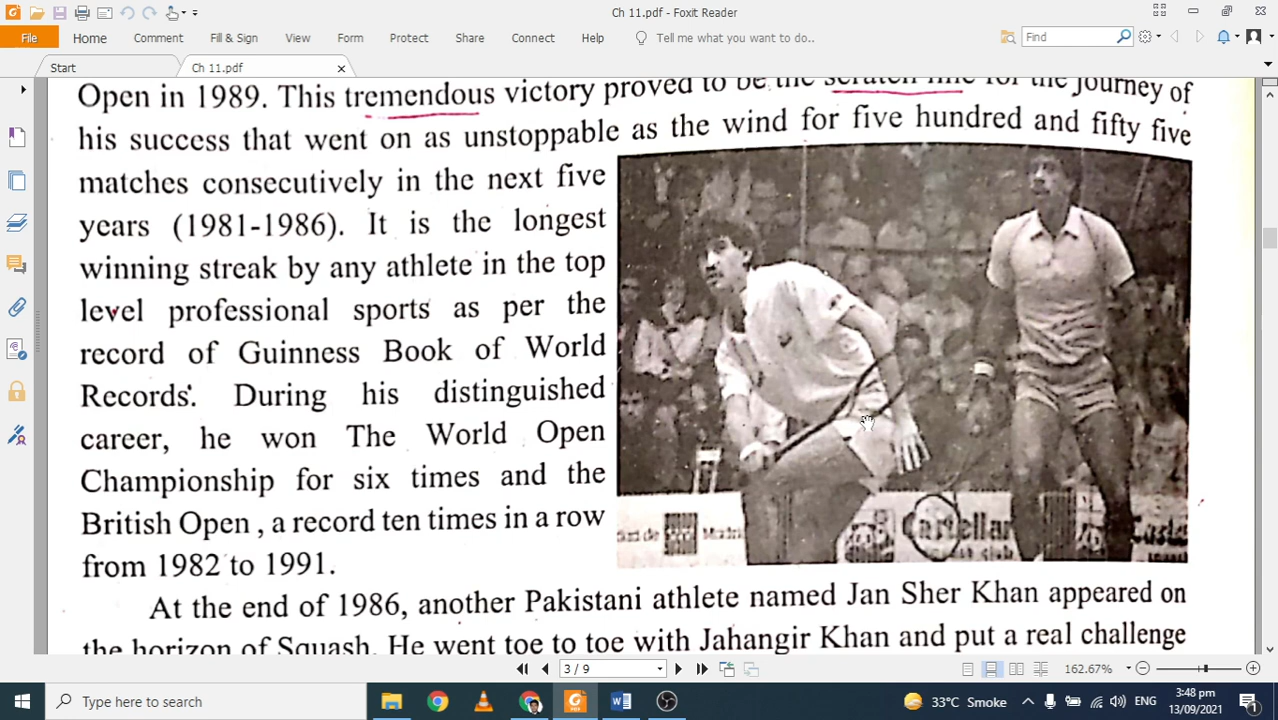 Ch 11.pdf - Foxit Reader
File Home Comment Fill & Sign View Form Protect Share Connect Help Tell me what you want to do.. Find
Start Ch 11.pdf
Open in 1989. This tremendous victory proved to be the scratch line for the journey of
his success that went on as unstoppable as the wind for five hundred and fifty five
matches consecutively in the next five
years (1981-1986). It is the longest
winning streak by any athlete in the top
level professional sports as per the
record of Guinness Book of World
Records. During his distinguished
career, he won The World Open
Championship for six times and the
British Open , a record ten times in a row
from 1982 to 1991.
Madrid
At the end of 1986, another Pakistani athlete named Jan Sher Khan appeared on
the horizon of Squash. He went toe to toe with Jahangir Khan and put a real challenge
3 / 9 162.67%
Type here to search 33°C Smoke ENG 3:48 pm
13/09/2021